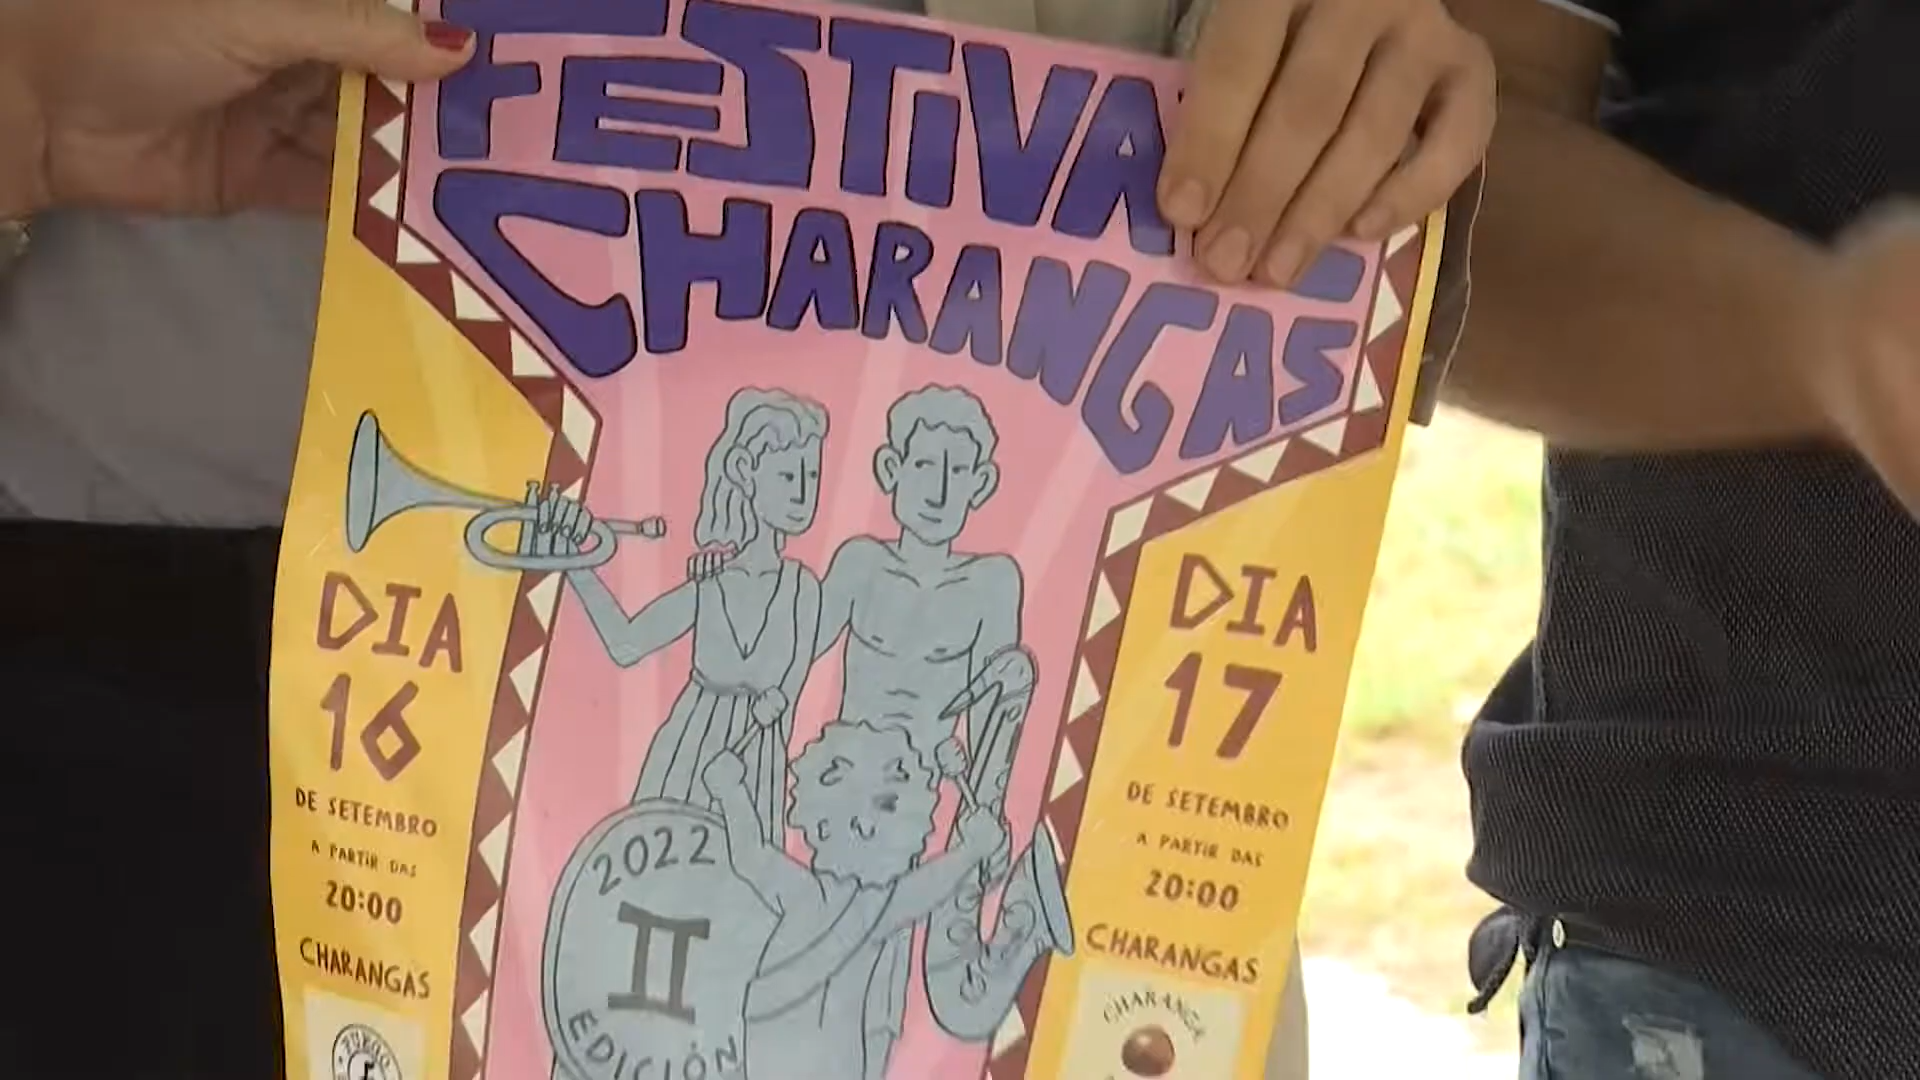 FESTIVAL
CHARANGAS
DIA
16
DE SETEMBRO
A PARTIR DAS
20:00
CHARANGAS
FUEGO
2022
II
EDICIÓN
DIA
17
DE SETEMBRO
A PARTIR DAS
20:00
CHARANGAS
CHARANGA